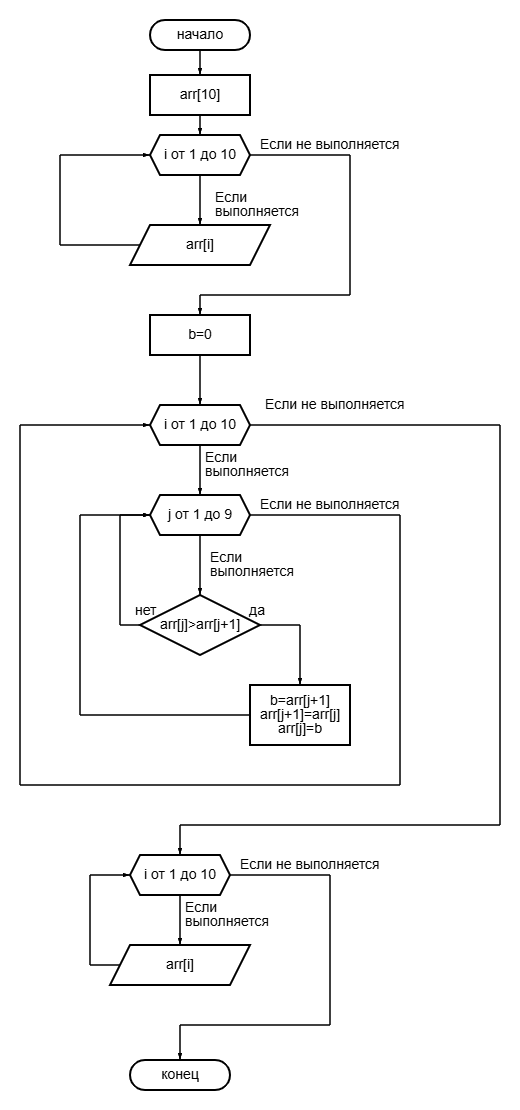 начало
arr[10]
i от 1 до 10
Если не выполняется
Если
выполняется
arr[i]
b=0
i от 1 до 10
Если не выполняется
Если
выполняется
j от 1 до 9
Если не выполняется
Если
выполняется
нет
arr[j]>arr[j+1]
да
b=arr[j+1]
arr[j+1]=arr[j]
arr[j]=b
i от 1 до 10
Если не выполняется
Если
выполняется
arr[i]
конец